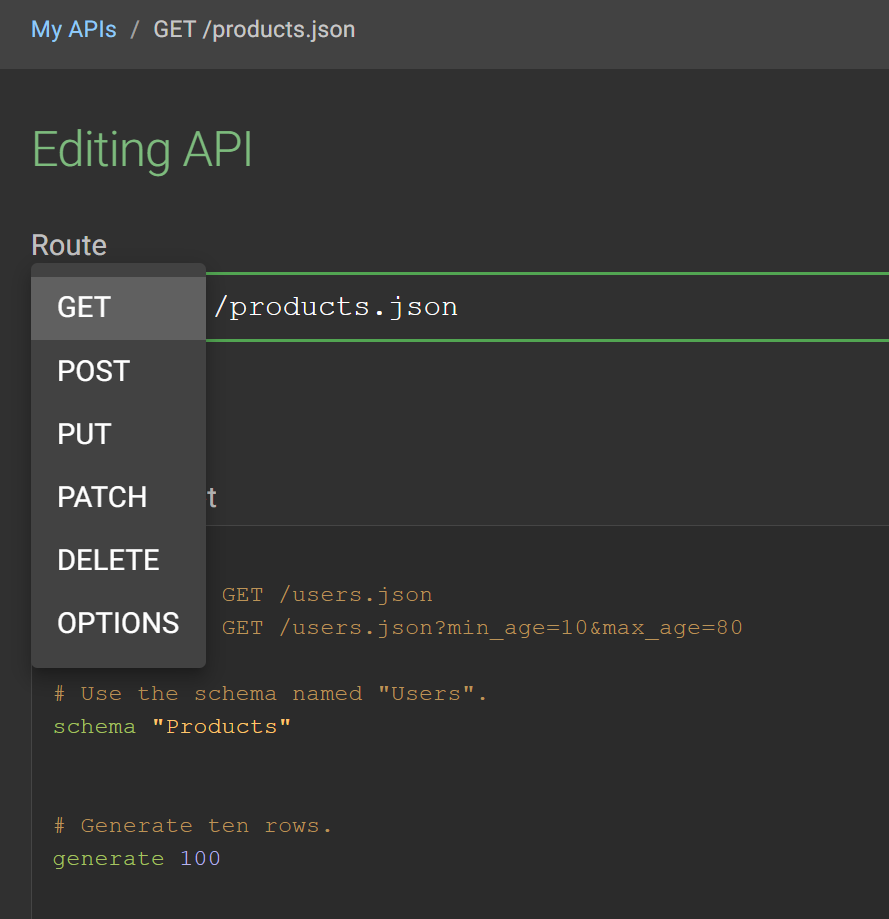 My APIs / GET /products.json
Editing API
Route
GET /products.json
POST
PUT
PATCH
DELETE
OPTIONS
GET /users.json
GET /users.json?min_age=10&max_age=80
# Use the schema named "Users".
schema "Products"
# Generate ten rows.
generate 100